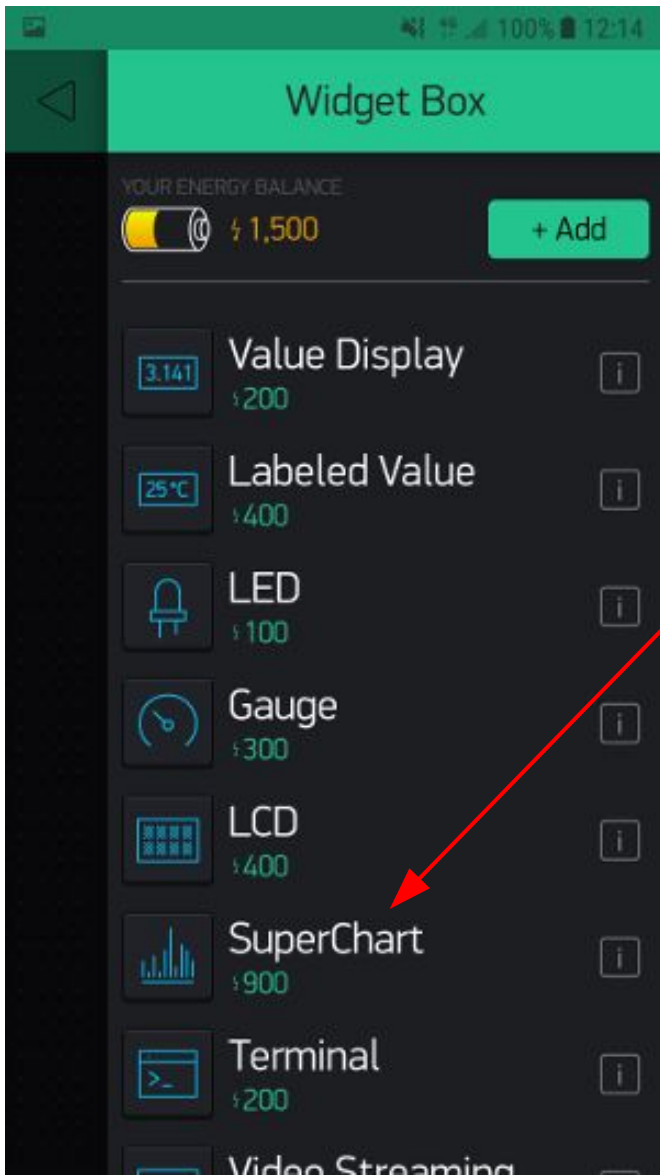 100% 12:14
Widget Box
YOUR ENERGY BALANCE
1,500
+ Add
3.141
Value Display
200
25°C
Labeled Value
400
LED
100
Gauge
300
LCD
400
SuperChart
900
>_
Terminal
200
Video Streaming